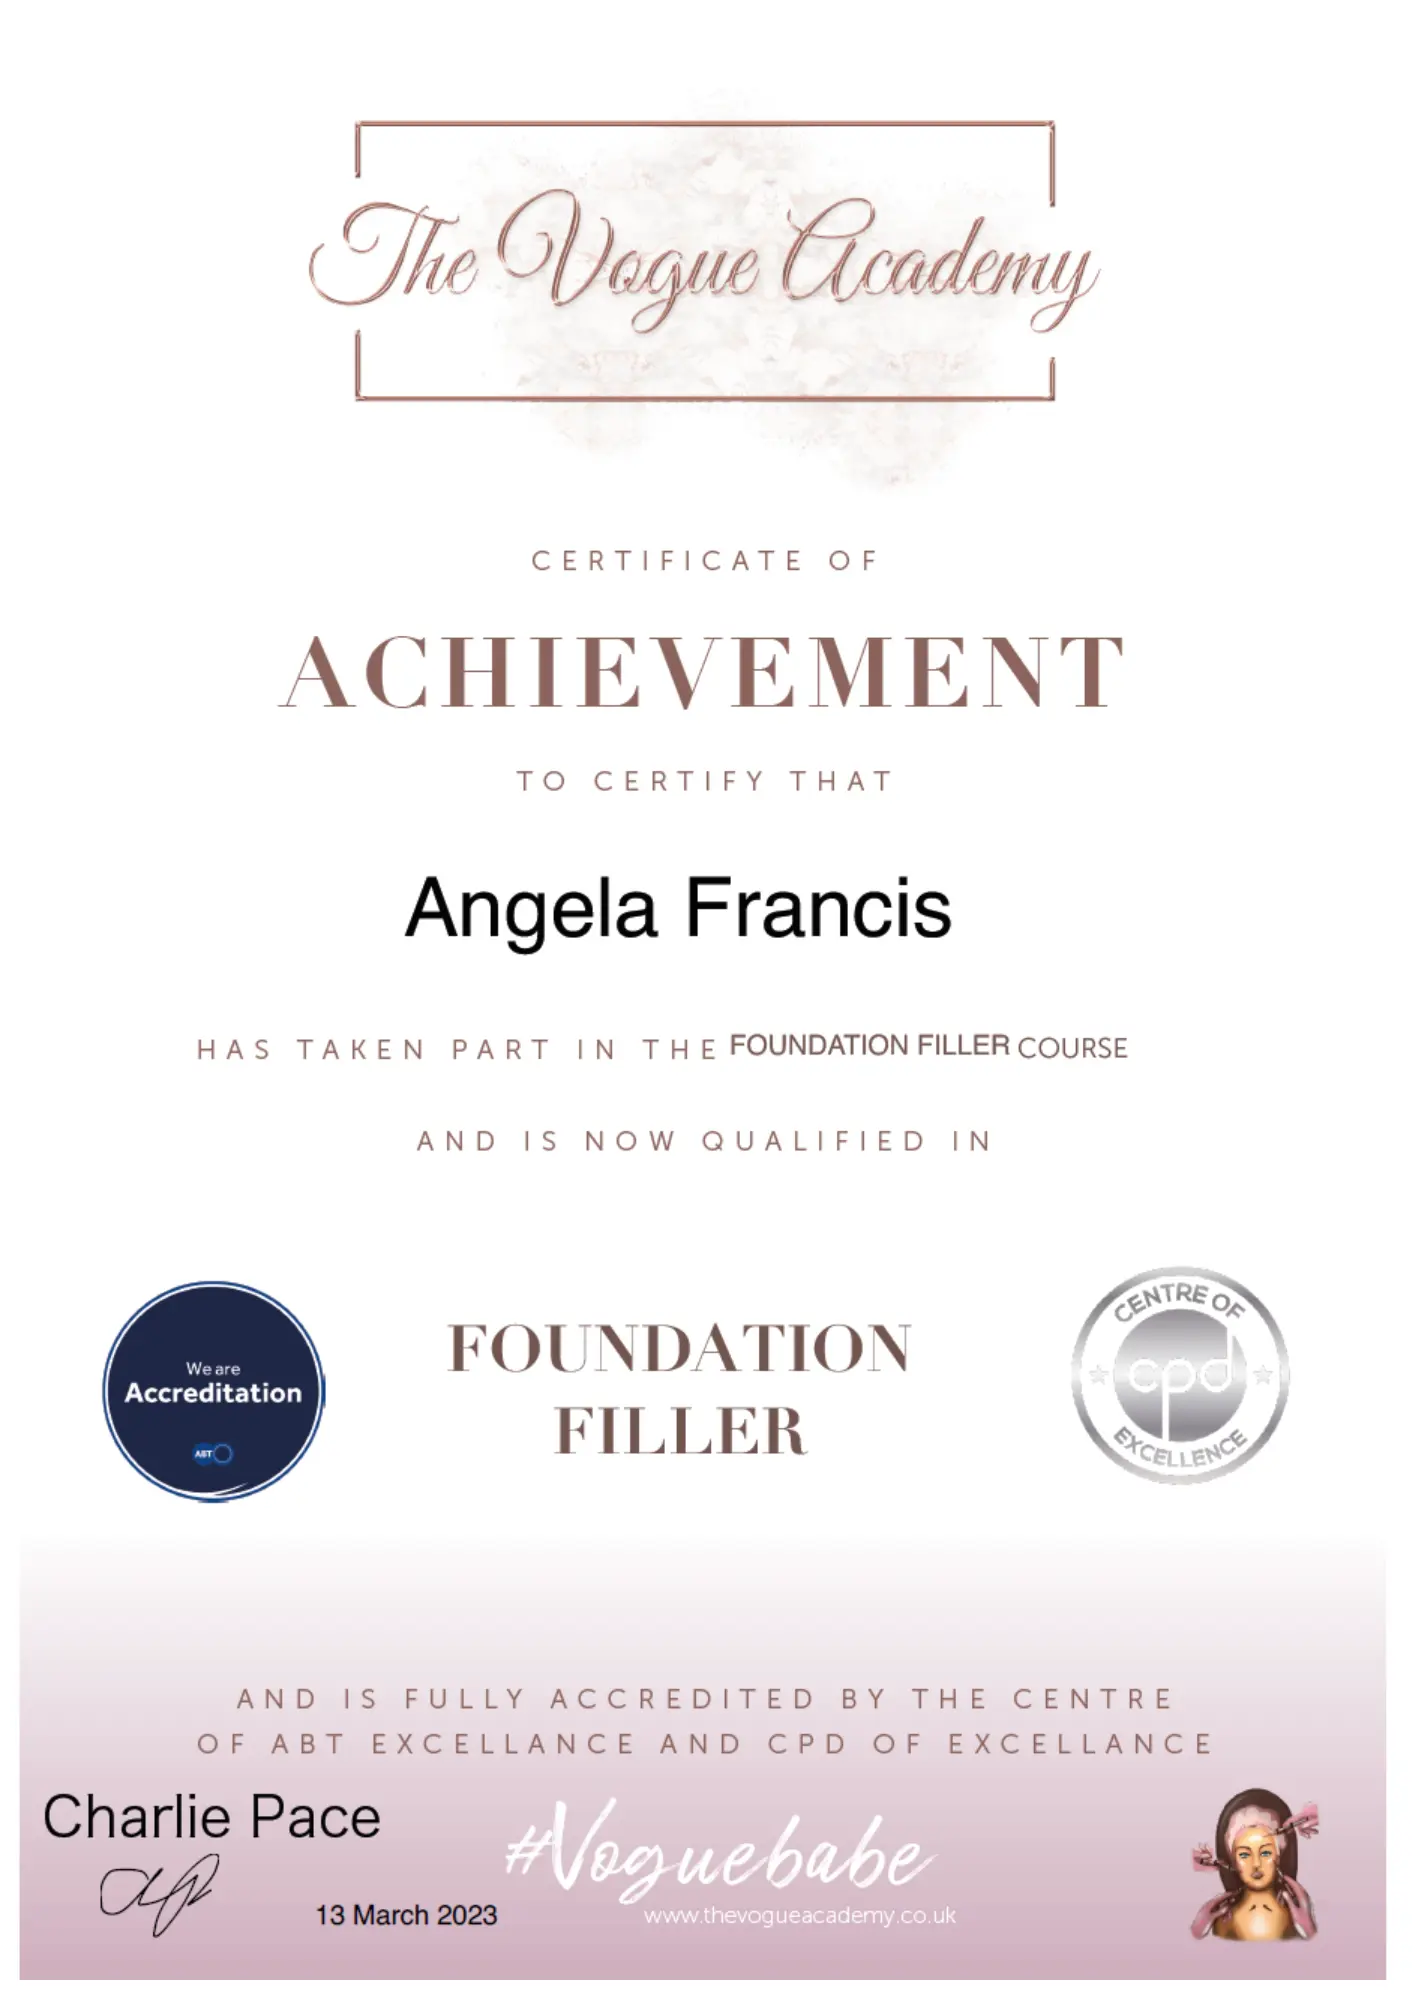 The Vogue Academy
CERTIFICATE OF
ACHIEVEMENT
TO CERTIFY THAT
Angela Francis
HAS TAKEN PART IN THE FOUNDATION FILLER COURSE
AND IS NOW QUALIFIED IN
We are
Accreditation
ABT
FOUNDATION
FILLER
CENTRE OF
cpd
EXCELLENCE
AND IS FULLY ACCREDITED BY THE CENTRE
OF ABT EXCELLANCE AND CPD OF EXCELLANCE
Charlie Pace
13 March 2023
#Voguebabe
www.thevogueacademy.co.uk